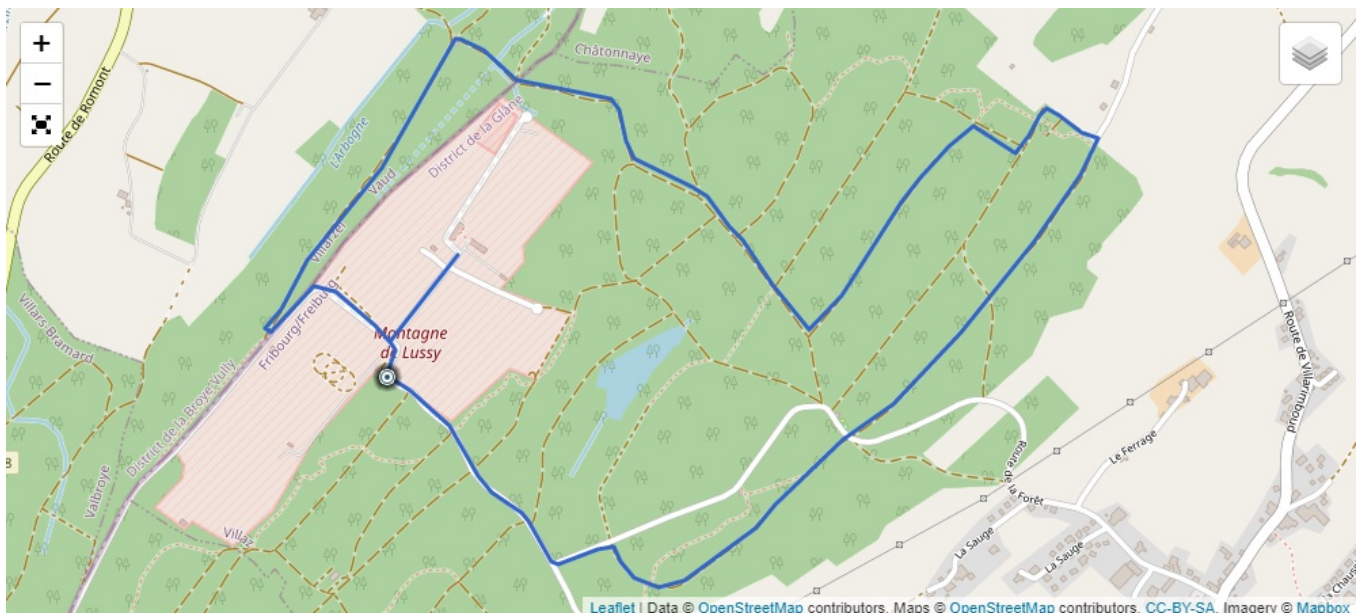 +
−
Route de Romont
L'Arbogne
Châtonnaye
District de la Glâne
Vaud
Villarzel
Fribourg/Freiburg
Villars Bramard
District de la Broye-Vully
Valbroye
8
Montagne
de Lussy
Villaz
Route de la Forêt
Le Ferrage
La Sauge
La Sauge
Route de Villarimboud
Leaflet | Data © OpenStreetMap contributors, Maps © OpenStreetMap contributors, CC-BY-SA, Imagery © Mapbox